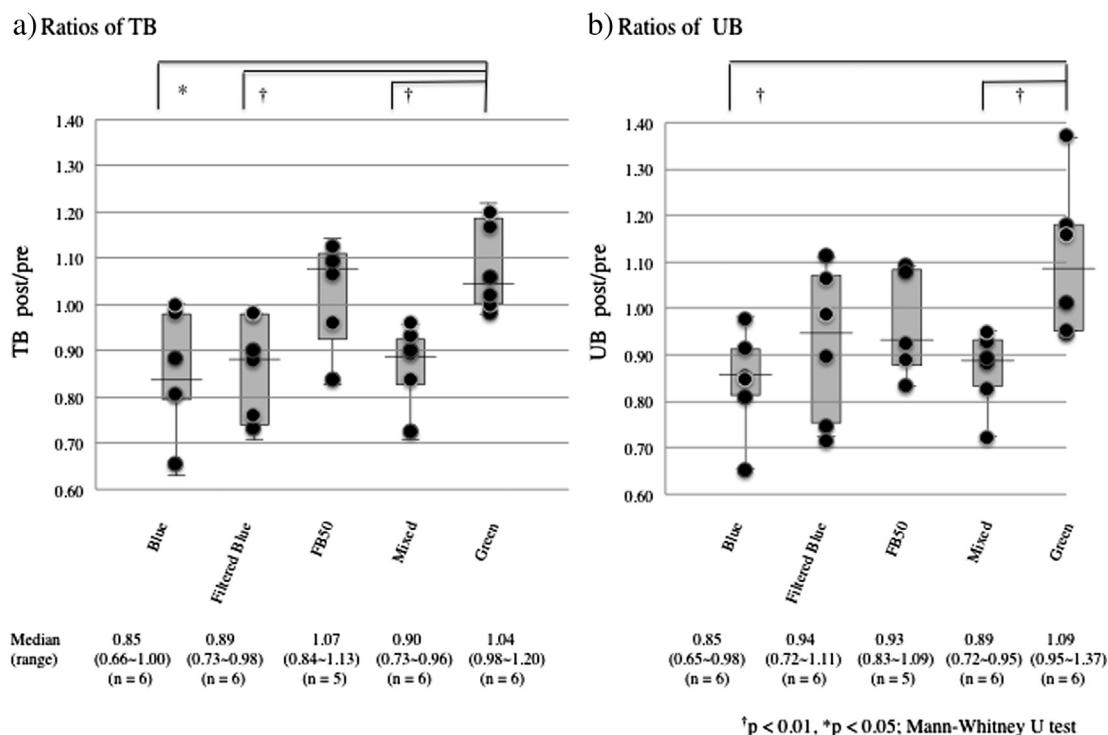 a) Ratios of TB
* † †
TB post/pre
1.40
1.30
1.20
1.10
1.00
0.90
0.80
0.70
0.60
Blue
Filtered Blue
FB50
Mixed
Green
b) Ratios of UB
† †
UB post/pre
1.40
1.30
1.20
1.10
1.00
0.90
0.80
0.70
0.60
Blue
Filtered Blue
FB50
Mixed
Green
Median 0.85 0.89 1.07 0.90 1.04 0.85 0.94 0.93 0.89 1.09
(range) (0.66~1.00) (0.73~0.98) (0.84~1.13) (0.73~0.96) (0.98~1.20) (0.65~0.98) (0.72~1.11) (0.83~1.09) (0.72~0.95) (0.95~1.37)
(n = 6) (n = 6) (n = 5) (n = 6) (n = 6) (n = 6) (n = 6) (n = 5) (n = 6) (n = 6)
†p < 0.01, *p < 0.05; Mann-Whitney U test